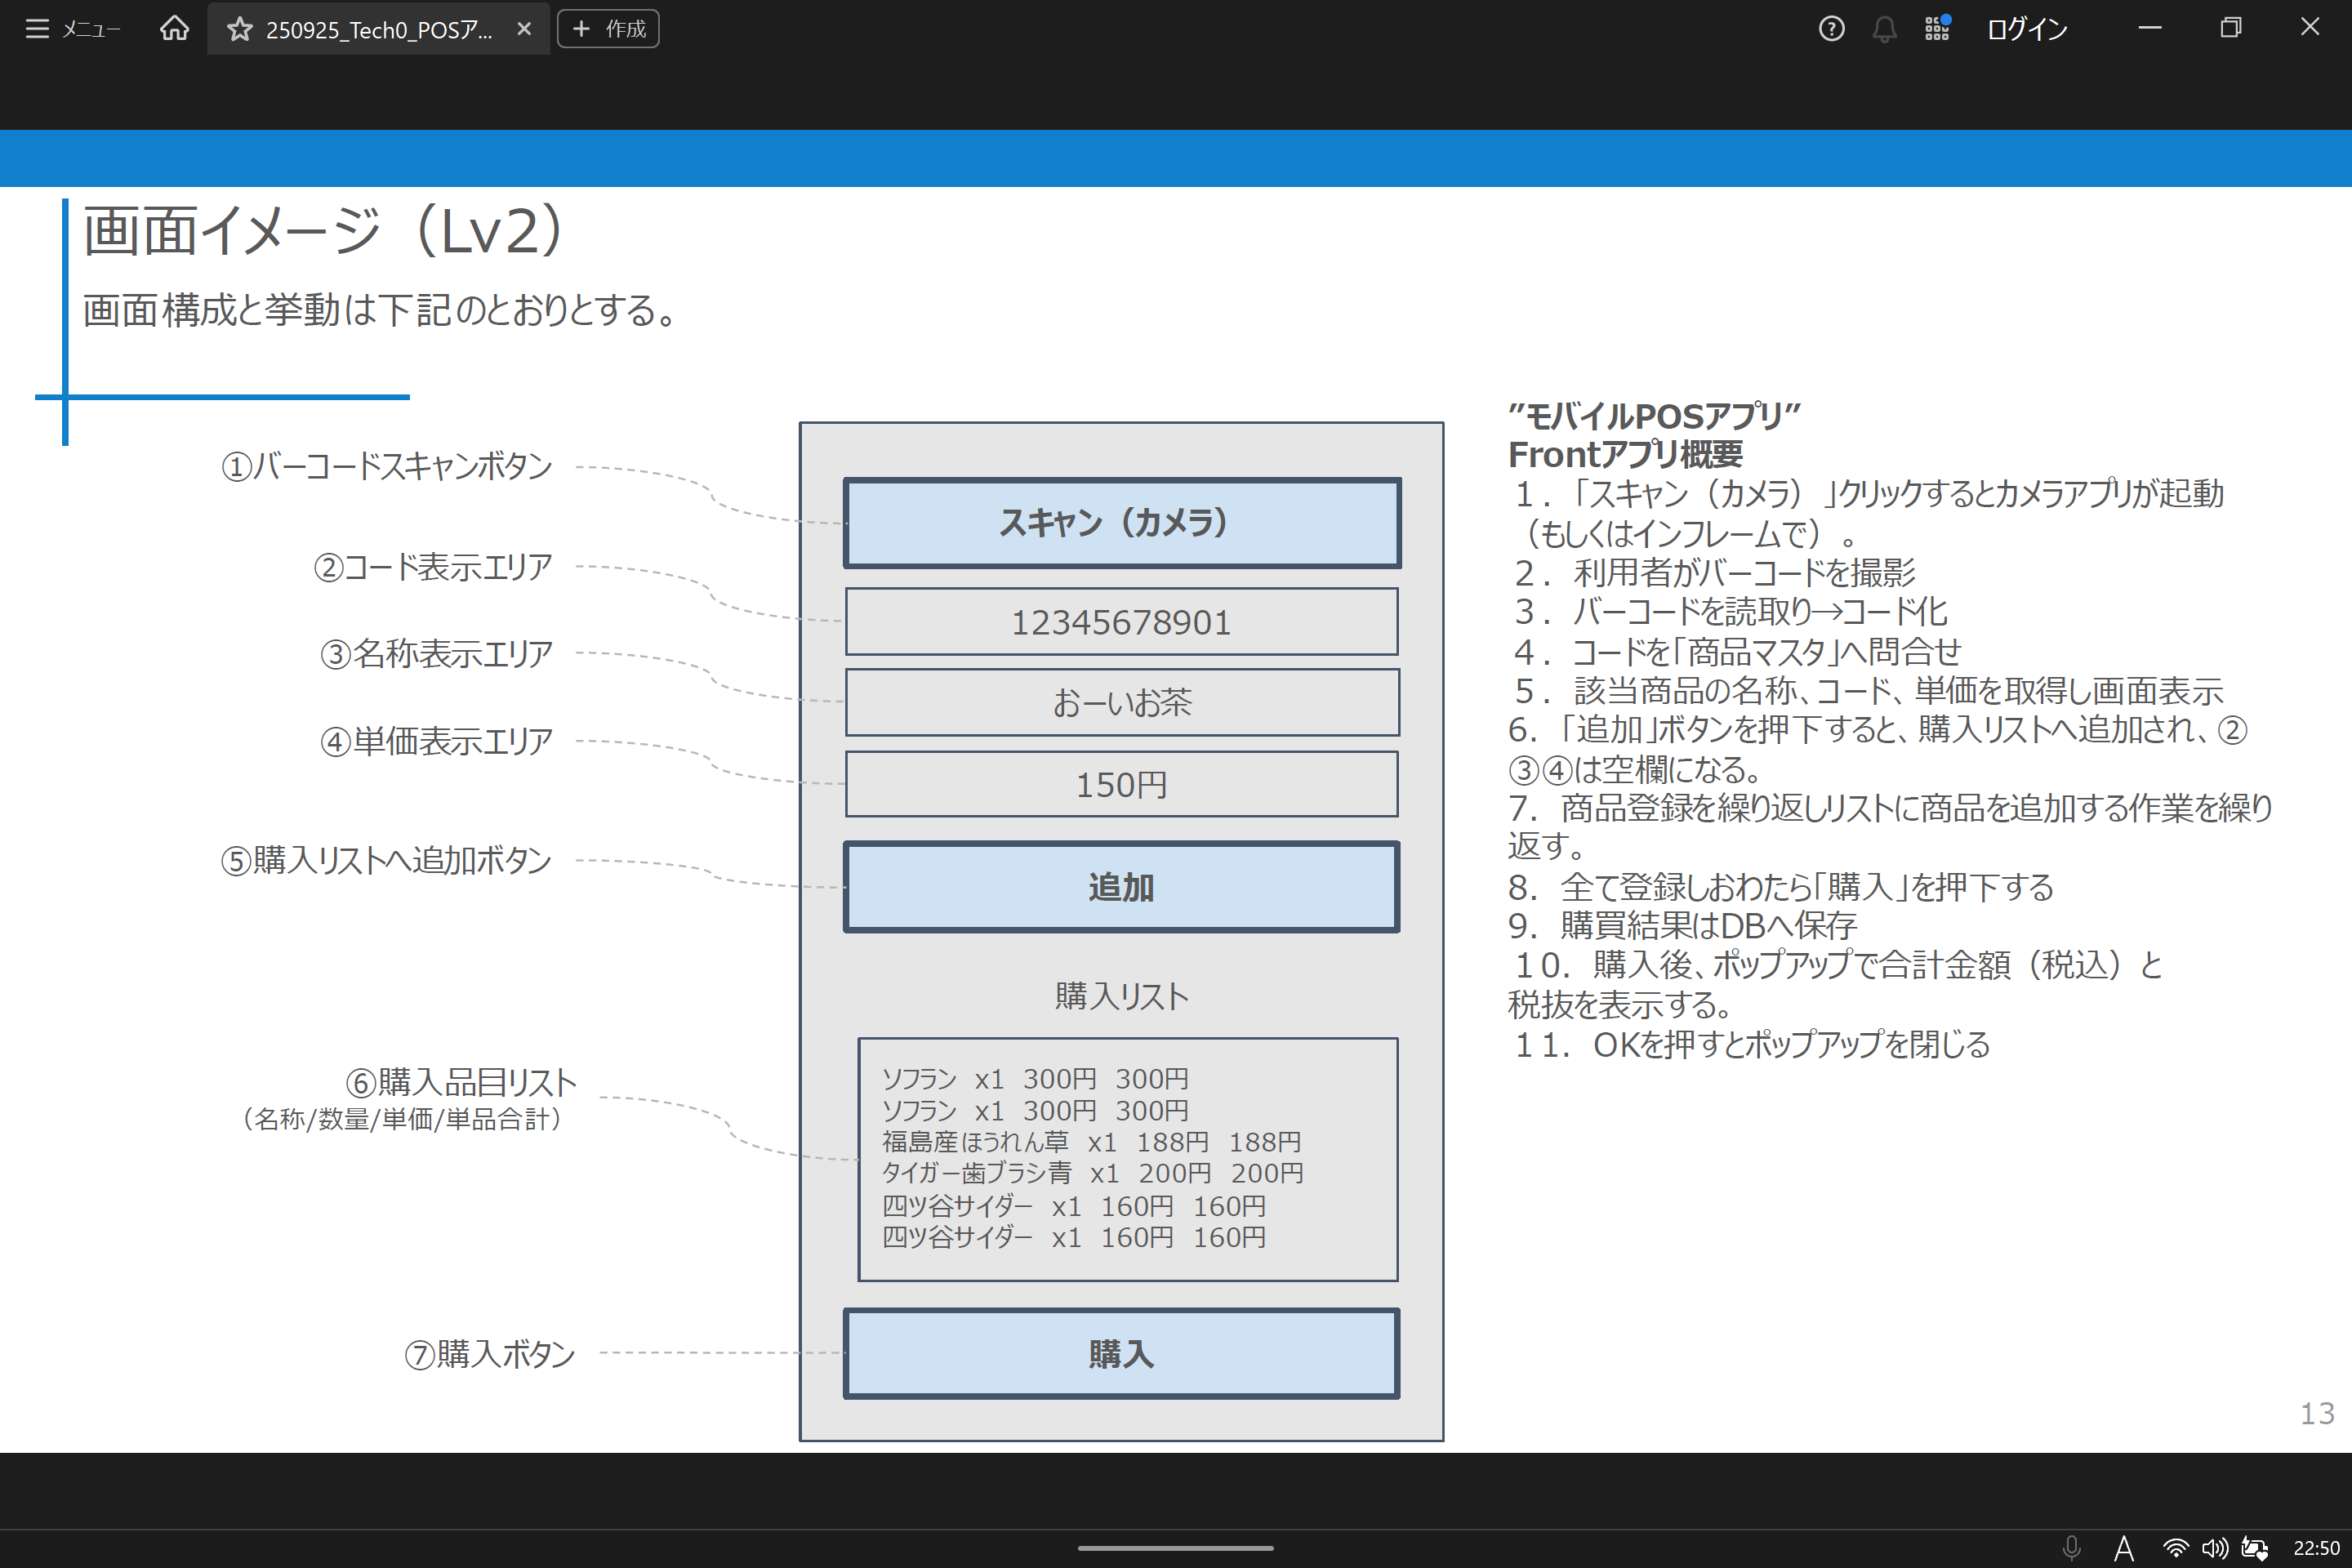 メニュー
250925_Tech0_POSア...
作成
ログイン
画面イメージ（Lv2）
画面構成と挙動は下記のとおりとする。
①バーコードスキャンボタン
②コード表示エリア
③名称表示エリア
④単価表示エリア
⑤購入リストへ追加ボタン
⑥購入品目リスト
（名称/数量/単価/単品合計）
⑦購入ボタン
スキャン（カメラ）
12345678901
おーいお茶
150円
追加
購入リスト
ソフラン x1 300円 300円
ソフラン x1 300円 300円
福島産ほうれん草 x1 188円 188円
タイガー歯ブラシ青 x1 200円 200円
四ツ谷サイダー x1 160円 160円
四ツ谷サイダー x1 160円 160円
購入
”モバイルPOSアプリ”
Frontアプリ概要
１．「スキャン（カメラ）」クリックするとカメラアプリが起動
（もしくはインフレームで）。
２．利用者がバーコードを撮影
３．バーコードを読取り→コード化
４．コードを「商品マスタ」へ問合せ
５．該当商品の名称、コード、単価を取得し画面表示
6. 「追加」ボタンを押下すると、購入リストへ追加され、②
③④は空欄になる。
7. 商品登録を繰り返しリストに商品を追加する作業を繰り
返す。
8. 全て登録しおわたら「購入」を押下する
9. 購買結果はDBへ保存
１0. 購入後、ポップアップで合計金額（税込）と
税抜を表示する。
１１. OKを押すとポップアップを閉じる
13
A
22:50